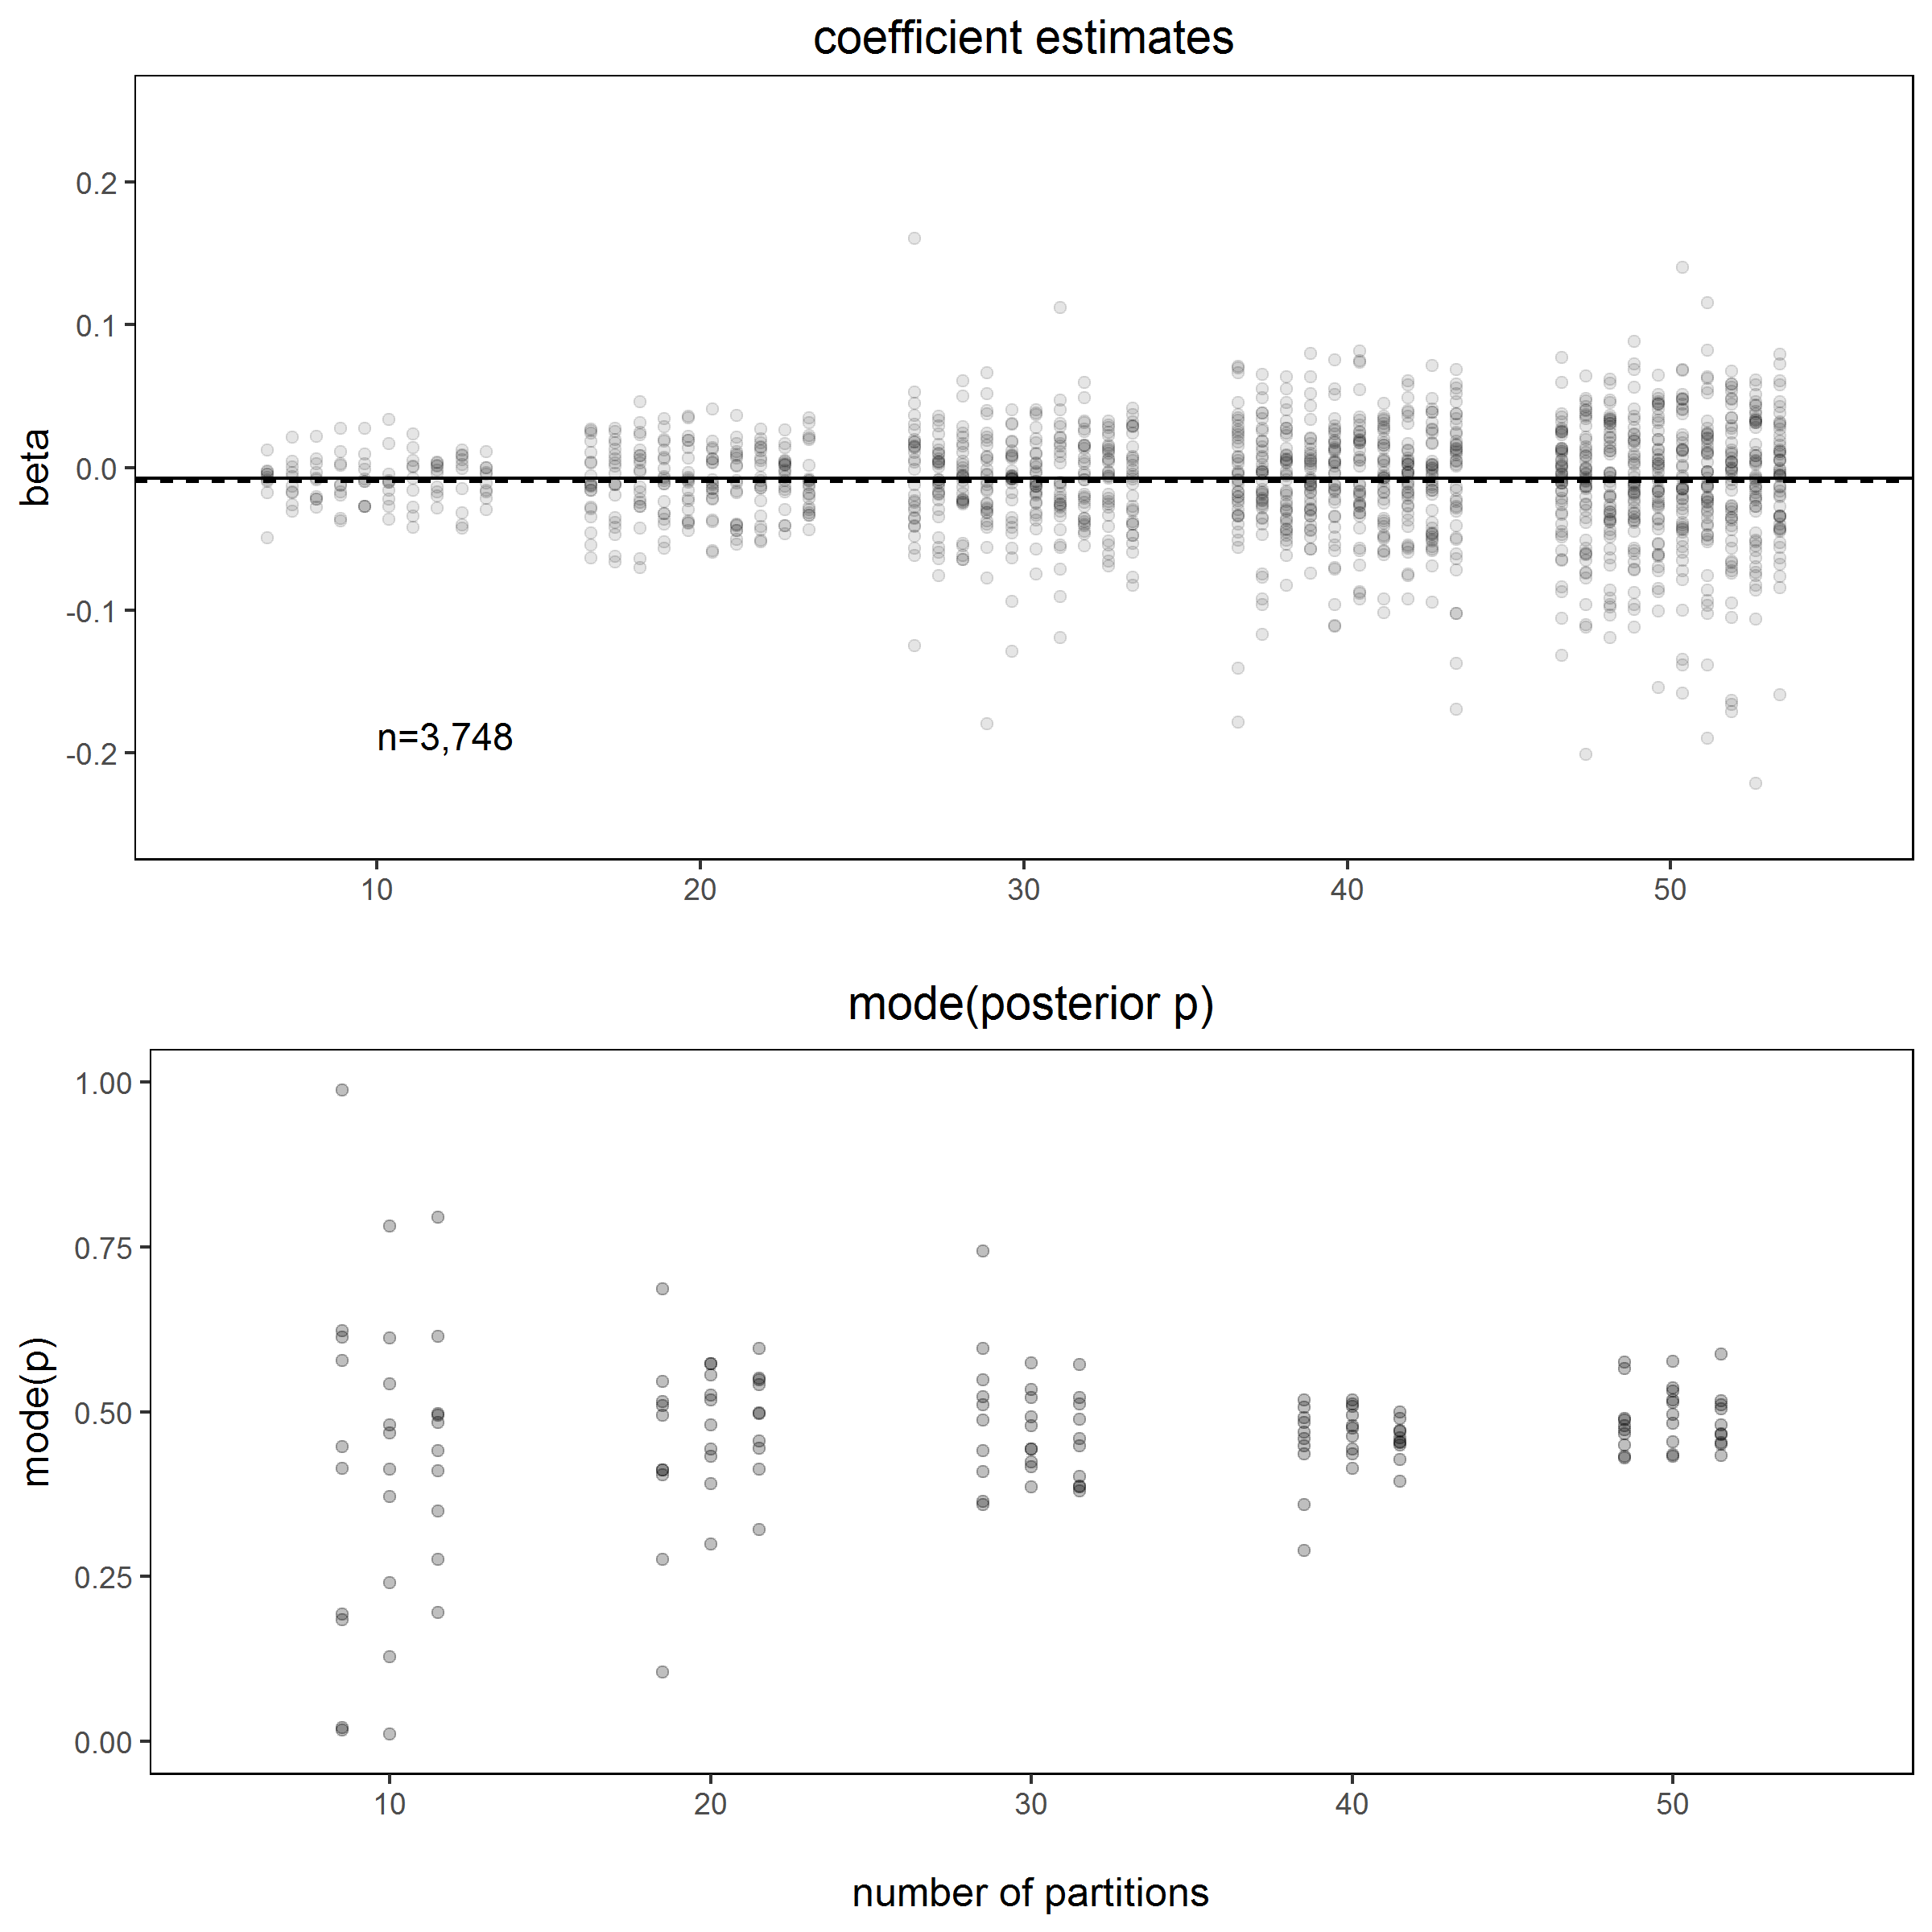 coefficient estimates
beta
0.2
0.1
0.0
-0.1
-0.2
n=3,748
10 20 30 40 50
mode(posterior p)
mode(p)
1.00
0.75
0.50
0.25
0.00
10 20 30 40 50
number of partitions